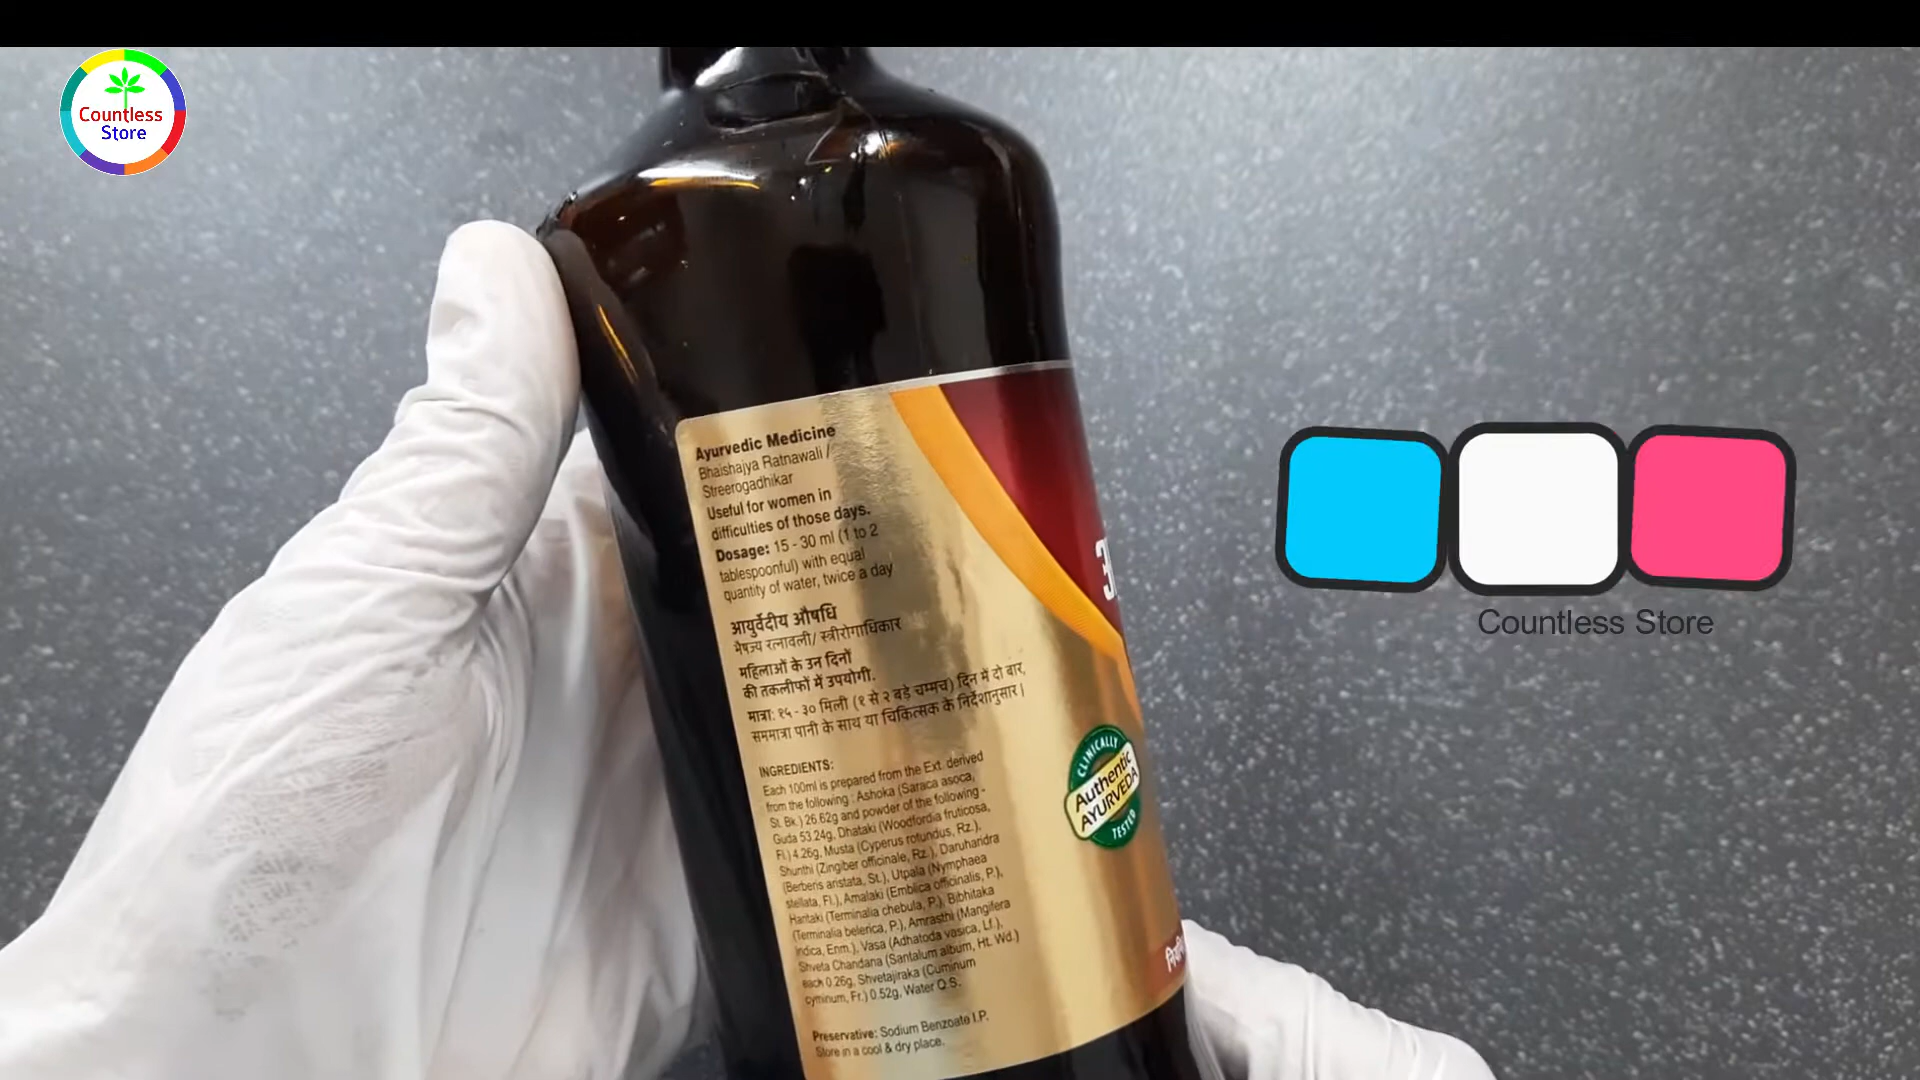 Countless
Store
Ayurvedic Medicine
Bhaishajya Ratnawali /
Streerogadhikar
Useful for women in
difficulties of those days.
Dosage: 15 - 30 ml (1 to 2
tablespoonful) with equal
quantity of water, twice a day
आयुर्वेदीय औषधि
भैषज्य रत्नावली/ स्त्रीरोगाधिकार
महिलाओं के उन दिनों
की तकलीफों में उपयोगी.
मात्रा: १५ - ३० मिली (१ से २ बड़े चम्मच) दिन में दो बार,
सममात्रा पानी के साथ या चिकित्सक के निर्देशानुसार।
INGREDIENTS:
Each 100ml is prepared from the Ext. derived
from the following : Ashoka (Saraca asoca,
St. Bk.) 26.62g and powder of the following -
Guda 53.24g, Dhataki (Woodfordia fruticosa,
Fl.) 4.26g, Musta (Cyperus rotundus, Rz.),
Shunthi (Zingiber officinale, Rz.), Daruharidra
(Berberis aristata, St.), Utpala (Nymphaea
stellata, Fl.), Amalaki (Emblica officinalis, P.),
Haritaki (Terminalia chebula, P.), Bibhitaka
(Terminalia belerica, P.), Amrasthi (Mangifera
indica, Enm.), Vasa (Adhatoda vasica, Lf.),
Shveta Chandana (Santalum album, Ht. Wd.)
each 0.26g, Shvetajiraka (Cuminum
cyminum, Fr.) 0.52g, Water Q.S.
Preservative: Sodium Benzoate I.P.
Store in a cool & dry place.
CLINICALLY
Authentic
AYURVEDA
TESTED
Countless Store